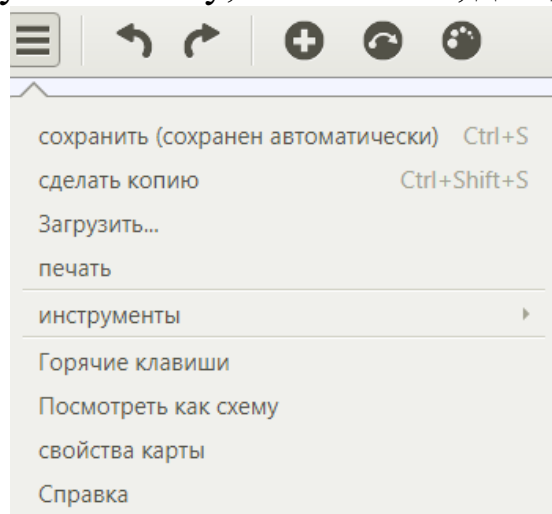 сохранить (сохранен автоматически) Ctrl+S
сделать копию Ctrl+Shift+S
Загрузить...
печать
инструменты
Горячие клавиши
Посмотреть как схему
свойства карты
Справка